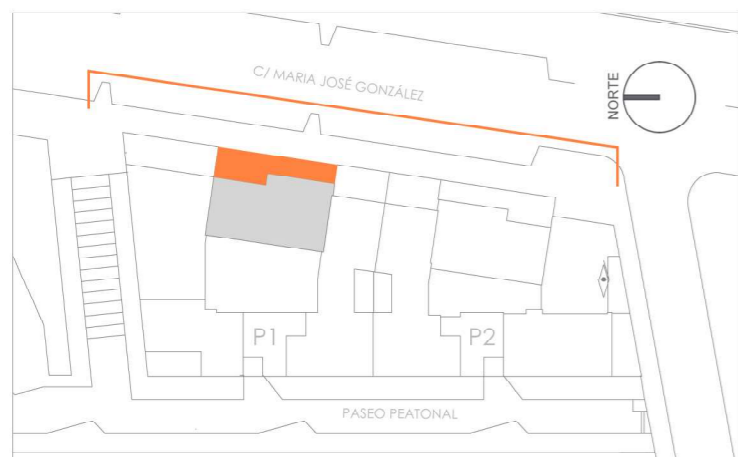 C/ MARIA JOSÉ GONZÁLEZ
NORTE
P1
P2
PASEO PEATONAL